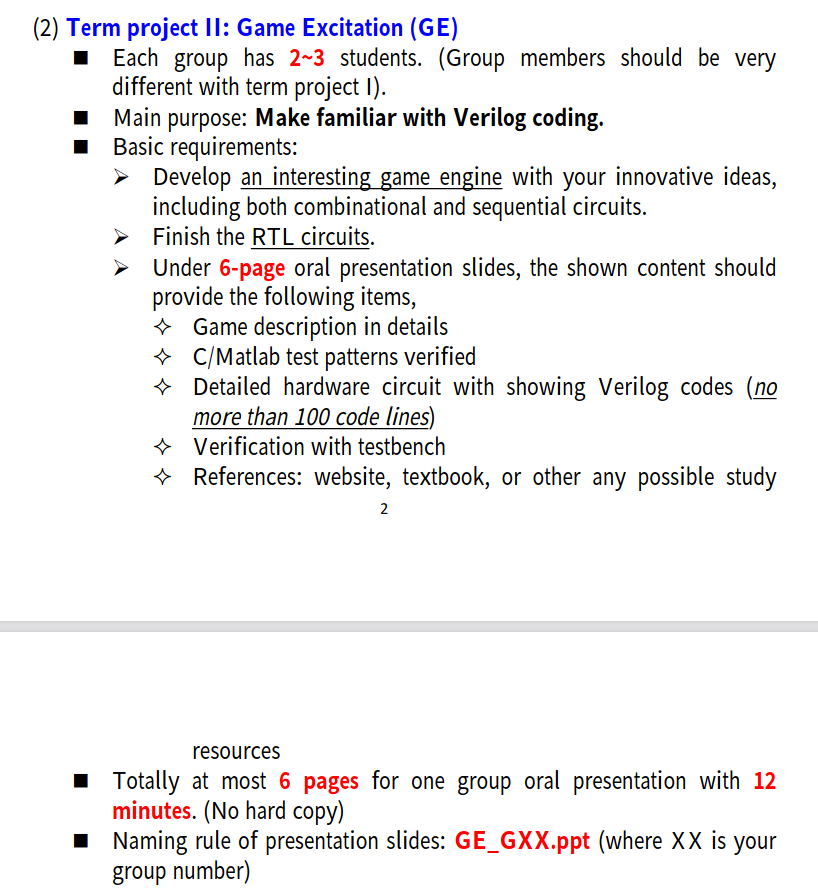 (2) Term project II: Game Excitation (GE)
■ Each group has 2~3 students. (Group members should be very
different with term project I).
■ Main purpose: Make familiar with Verilog coding.
■ Basic requirements:
➢ Develop an interesting game engine with your innovative ideas,
including both combinational and sequential circuits.
➢ Finish the RTL circuits.
➢ Under 6-page oral presentation slides, the shown content should
provide the following items,
✧ Game description in details
✧ C/Matlab test patterns verified
✧ Detailed hardware circuit with showing Verilog codes (no
more than 100 code lines)
✧ Verification with testbench
✧ References: website, textbook, or other any possible study
2
resources
■ Totally at most 6 pages for one group oral presentation with 12
minutes. (No hard copy)
■ Naming rule of presentation slides: GE_GXX.ppt (where XX is your
group number)